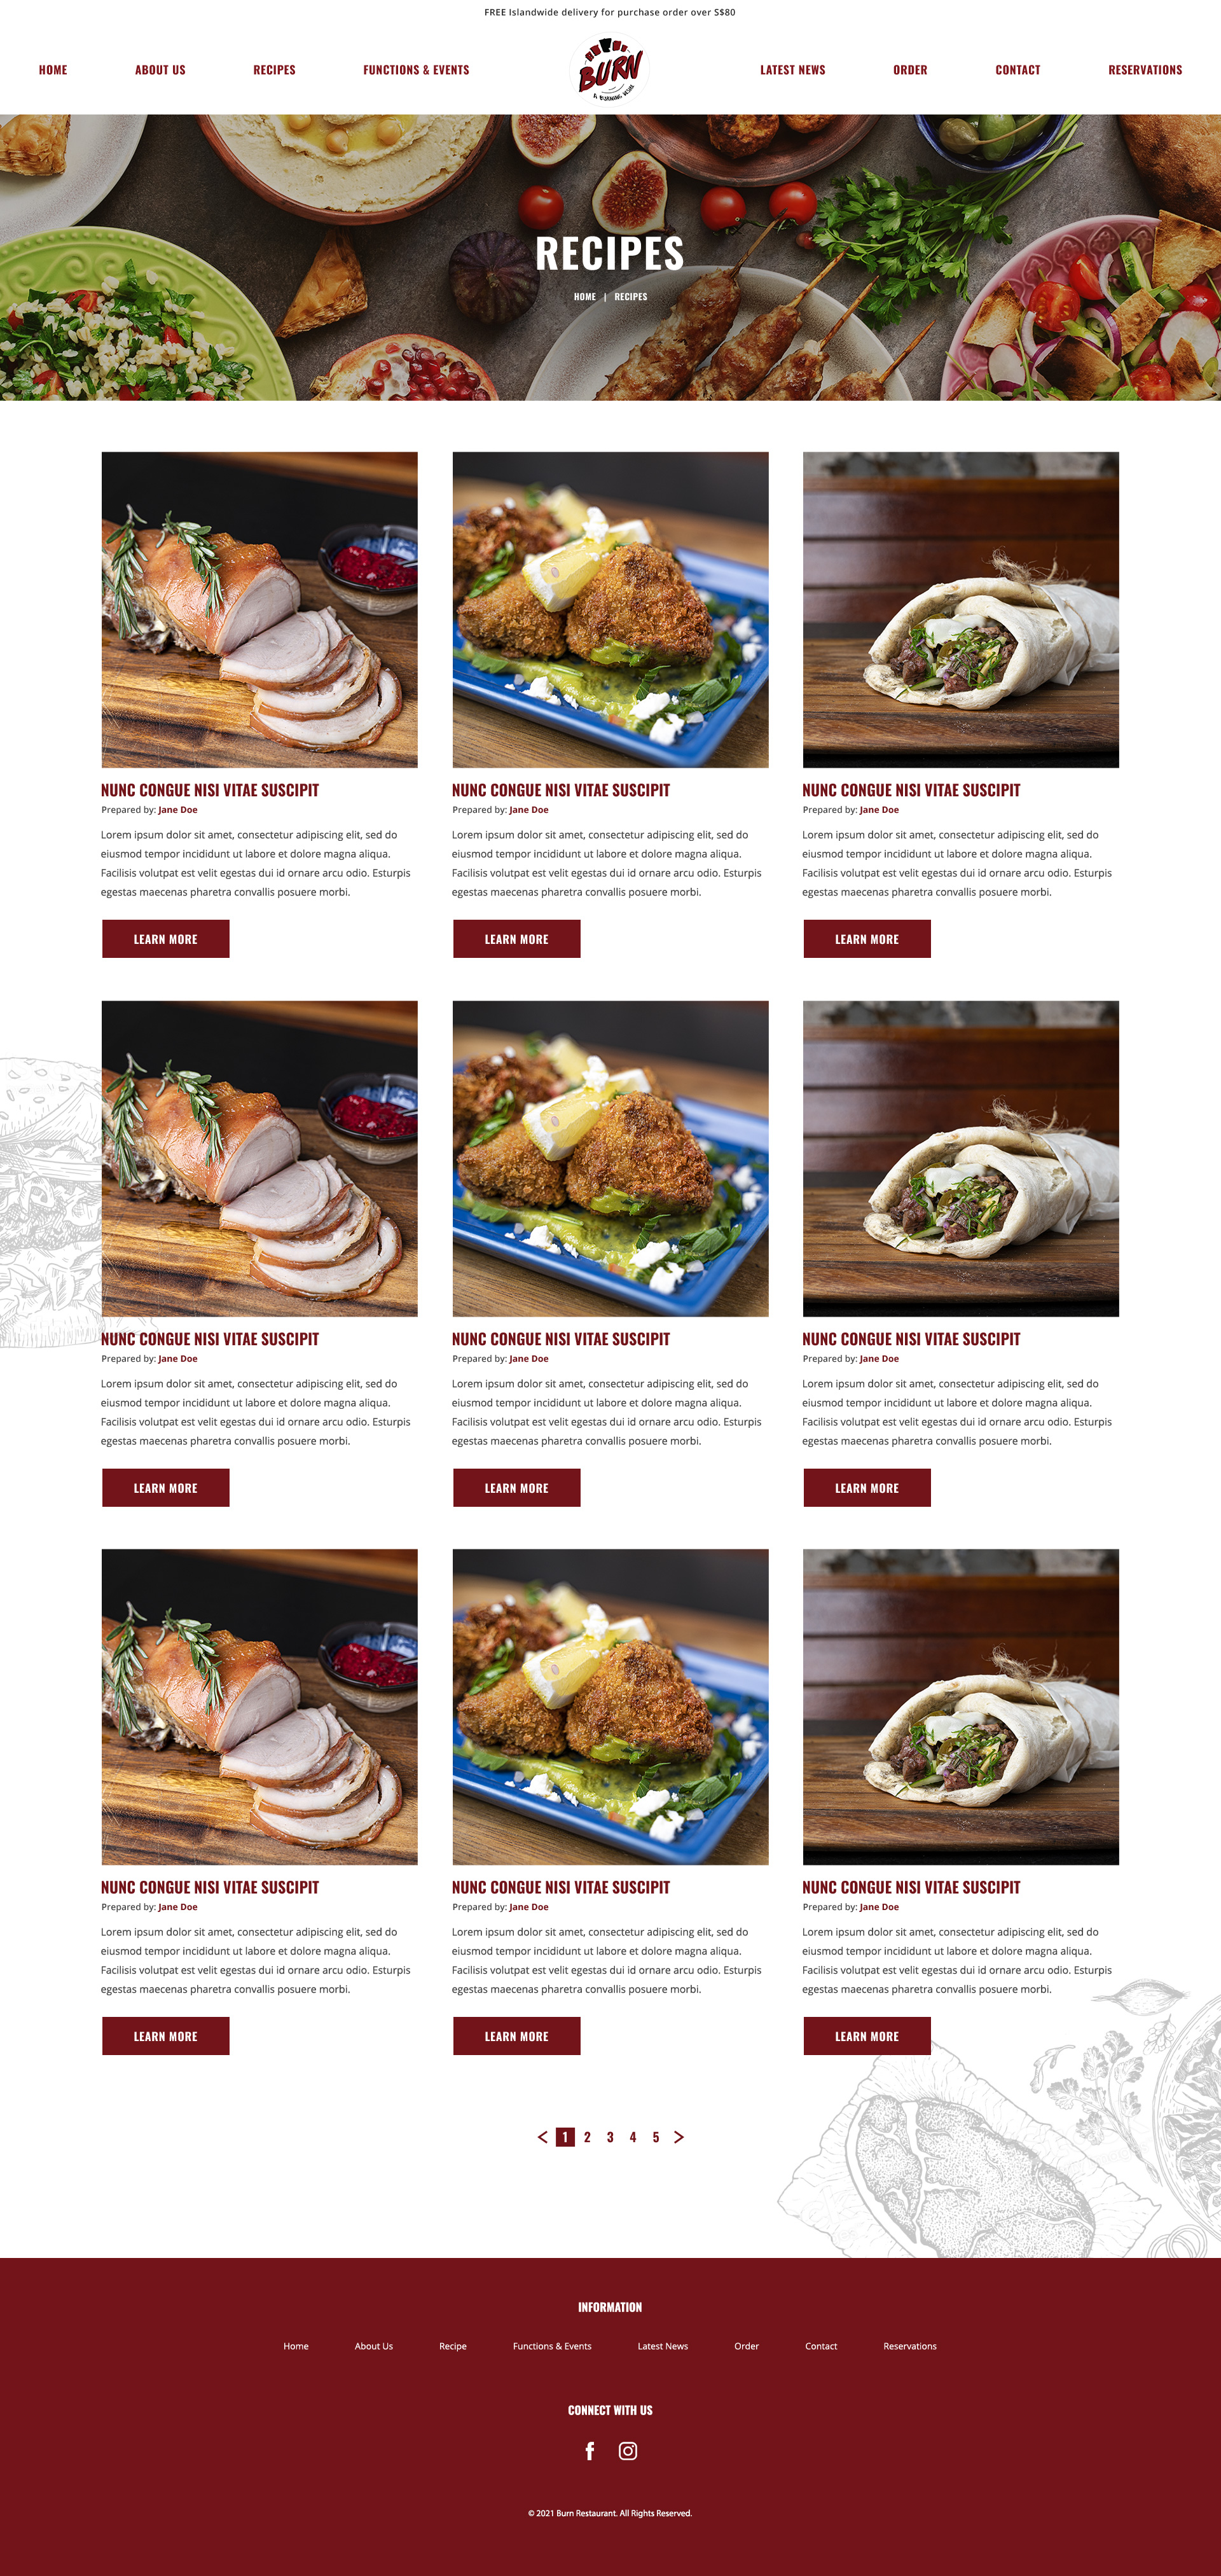 FREE Islandwide delivery for purchase order over S$80
HOME ABOUT US RECIPES FUNCTIONS & EVENTS BURN LATEST NEWS ORDER CONTACT RESERVATIONS
A BURNING DESIRE
RECIPES
HOME | RECIPES
NUNC CONGUE NISI VITAE SUSCIPIT
Prepared by: Jane Doe
Lorem ipsum dolor sit amet, consectetur adipiscing elit, sed do
eiusmod tempor incididunt ut labore et dolore magna aliqua.
Facilisis volutpat est velit egestas dui id ornare arcu odio. Esturpis
egestas maecenas pharetra convallis posuere morbi.
LEARN MORE
NUNC CONGUE NISI VITAE SUSCIPIT
Prepared by: Jane Doe
Lorem ipsum dolor sit amet, consectetur adipiscing elit, sed do
eiusmod tempor incididunt ut labore et dolore magna aliqua.
Facilisis volutpat est velit egestas dui id ornare arcu odio. Esturpis
egestas maecenas pharetra convallis posuere morbi.
LEARN MORE
NUNC CONGUE NISI VITAE SUSCIPIT
Prepared by: Jane Doe
Lorem ipsum dolor sit amet, consectetur adipiscing elit, sed do
eiusmod tempor incididunt ut labore et dolore magna aliqua.
Facilisis volutpat est velit egestas dui id ornare arcu odio. Esturpis
egestas maecenas pharetra convallis posuere morbi.
LEARN MORE
NUNC CONGUE NISI VITAE SUSCIPIT
Prepared by: Jane Doe
Lorem ipsum dolor sit amet, consectetur adipiscing elit, sed do
eiusmod tempor incididunt ut labore et dolore magna aliqua.
Facilisis volutpat est velit egestas dui id ornare arcu odio. Esturpis
egestas maecenas pharetra convallis posuere morbi.
LEARN MORE
NUNC CONGUE NISI VITAE SUSCIPIT
Prepared by: Jane Doe
Lorem ipsum dolor sit amet, consectetur adipiscing elit, sed do
eiusmod tempor incididunt ut labore et dolore magna aliqua.
Facilisis volutpat est velit egestas dui id ornare arcu odio. Esturpis
egestas maecenas pharetra convallis posuere morbi.
LEARN MORE
NUNC CONGUE NISI VITAE SUSCIPIT
Prepared by: Jane Doe
Lorem ipsum dolor sit amet, consectetur adipiscing elit, sed do
eiusmod tempor incididunt ut labore et dolore magna aliqua.
Facilisis volutpat est velit egestas dui id ornare arcu odio. Esturpis
egestas maecenas pharetra convallis posuere morbi.
LEARN MORE
NUNC CONGUE NISI VITAE SUSCIPIT
Prepared by: Jane Doe
Lorem ipsum dolor sit amet, consectetur adipiscing elit, sed do
eiusmod tempor incididunt ut labore et dolore magna aliqua.
Facilisis volutpat est velit egestas dui id ornare arcu odio. Esturpis
egestas maecenas pharetra convallis posuere morbi.
LEARN MORE
NUNC CONGUE NISI VITAE SUSCIPIT
Prepared by: Jane Doe
Lorem ipsum dolor sit amet, consectetur adipiscing elit, sed do
eiusmod tempor incididunt ut labore et dolore magna aliqua.
Facilisis volutpat est velit egestas dui id ornare arcu odio. Esturpis
egestas maecenas pharetra convallis posuere morbi.
LEARN MORE
NUNC CONGUE NISI VITAE SUSCIPIT
Prepared by: Jane Doe
Lorem ipsum dolor sit amet, consectetur adipiscing elit, sed do
eiusmod tempor incididunt ut labore et dolore magna aliqua.
Facilisis volutpat est velit egestas dui id ornare arcu odio. Esturpis
egestas maecenas pharetra convallis posuere morbi.
LEARN MORE
< 1 2 3 4 5 >
INFORMATION
Home About Us Recipe Functions & Events Latest News Order Contact Reservations
CONNECT WITH US
© 2021 Burn Restaurant. All Rights Reserved.